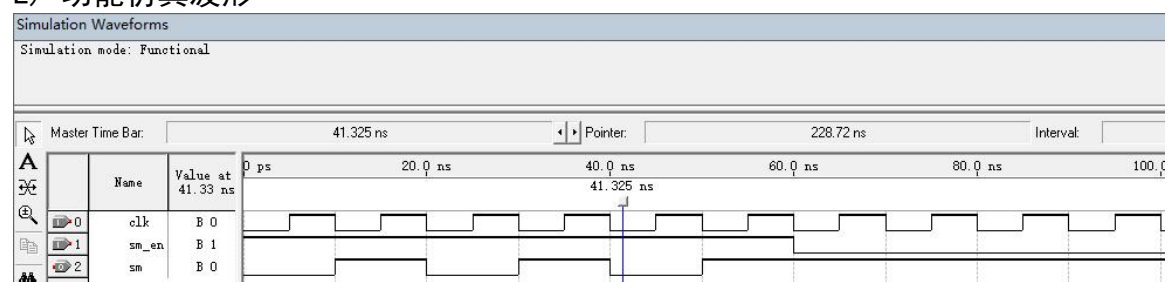 2) 功能仿真波形
Simulation Waveforms
Simulation mode: Functional
Master Time Bar: 41.325 ns Pointer: 228.72 ns Interval:
Name Value at 41.33 ns
0 ps 20.0 ns 40.0 ns 60.0 ns 80.0 ns 100.0
41.325 ns
0 clk B 0
1 sm_en B 1
2 sm B 0